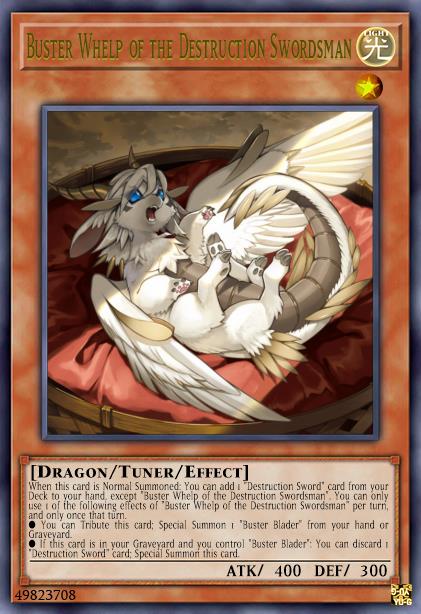 Buster Whelp of the Destruction Swordsman
LIGHT
光
[Dragon/Tuner/Effect]
When this card is Normal Summoned: You can add 1 "Destruction Sword" card from your
Deck to your hand, except "Buster Whelp of the Destruction Swordsman". You can only
use 1 of the following effects of "Buster Whelp of the Destruction Swordsman" per turn,
and only once that turn.
● You can Tribute this card; Special Summon 1 "Buster Blader" from your hand or
Graveyard.
● If this card is in your Graveyard and you control "Buster Blader": You can discard 1
"Destruction Sword" card; Special Summon this card.
ATK/ 400 DEF/ 300
49823708